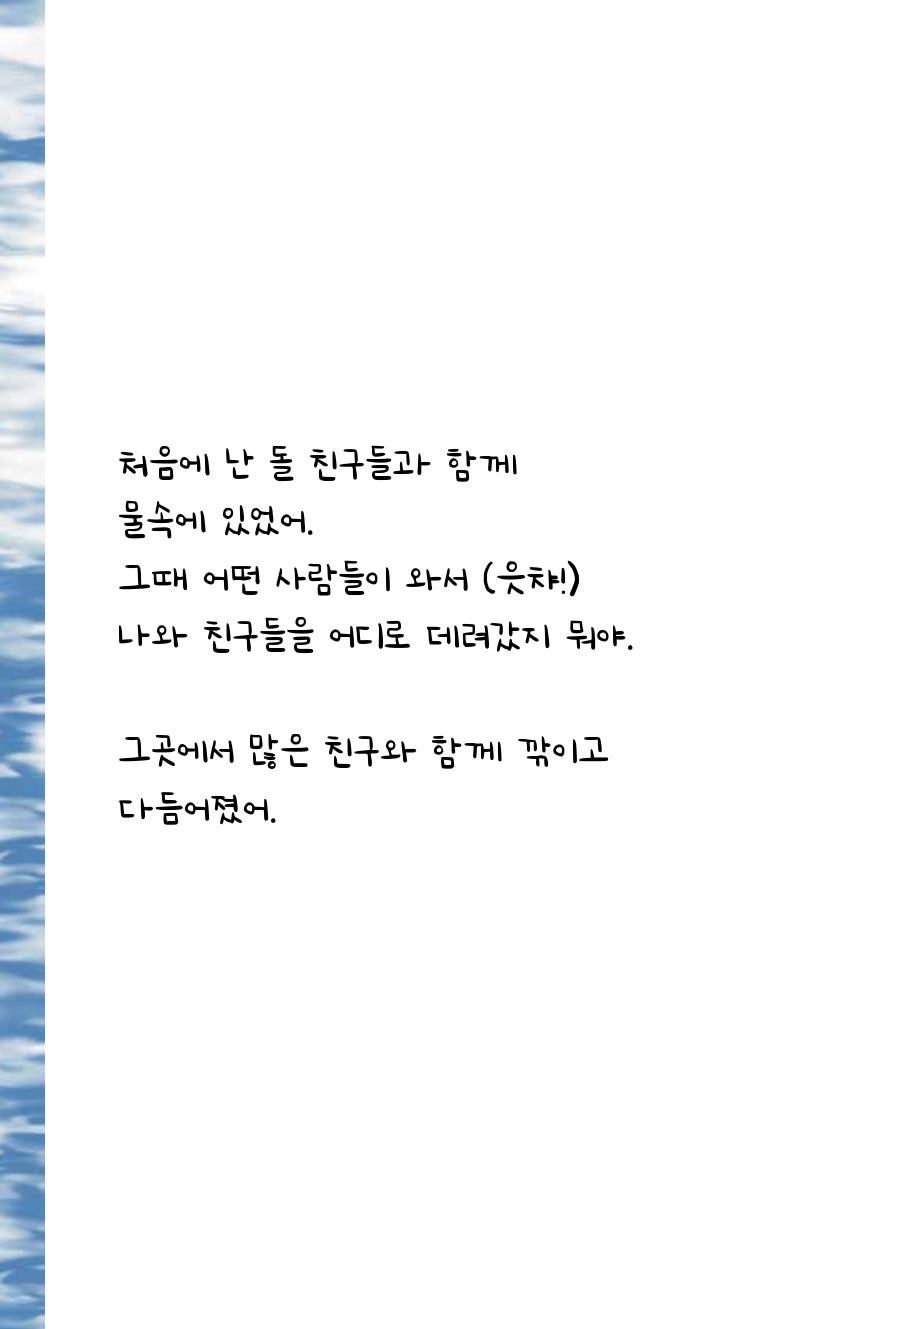 처음에 난 돌 친구들과 함께
물속에 있었어.
그때 어떤 사람들이 와서 (읏챠!)
나와 친구들을 어디로 데려갔지 뭐야.
그곳에서 많은 친구와 함께 깎이고
다듬어졌어.